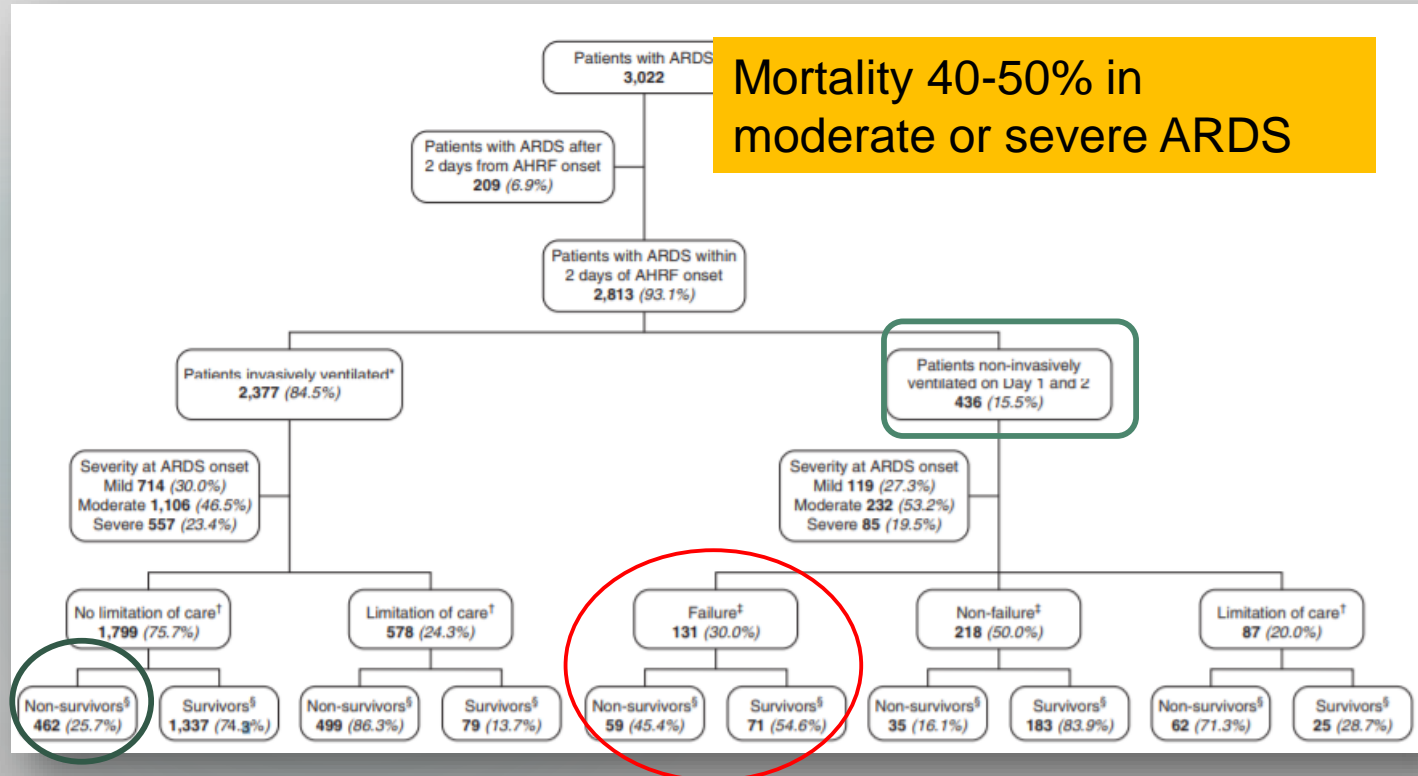 Patients with ARDS
3,022
Mortality 40-50% in
moderate or severe ARDS
Patients with ARDS after
2 days from AHRF onset
209 (6.9%)
Patients with ARDS within
2 days of AHRF onset
2,813 (93.1%)
Patients invasively ventilated*
2,377 (84.5%)
Patients non-invasively
ventilated on Day 1 and 2
436 (15.5%)
Severity at ARDS onset
Mild 714 (30.0%)
Moderate 1,106 (46.5%)
Severe 557 (23.4%)
Severity at ARDS onset
Mild 119 (27.3%)
Moderate 232 (53.2%)
Severe 85 (19.5%)
No limitation of care†
1,799 (75.7%)
Limitation of care†
578 (24.3%)
Failure‡
131 (30.0%)
Non-failure‡
218 (50.0%)
Limitation of care†
87 (20.0%)
Non-survivors§
462 (25.7%)
Survivors§
1,337 (74.3%)
Non-survivors§
499 (86.3%)
Survivors§
79 (13.7%)
Non-survivors§
59 (45.4%)
Survivors§
71 (54.6%)
Non-survivors§
35 (16.1%)
Survivors§
183 (83.9%)
Non-survivors§
62 (71.3%)
Survivors§
25 (28.7%)